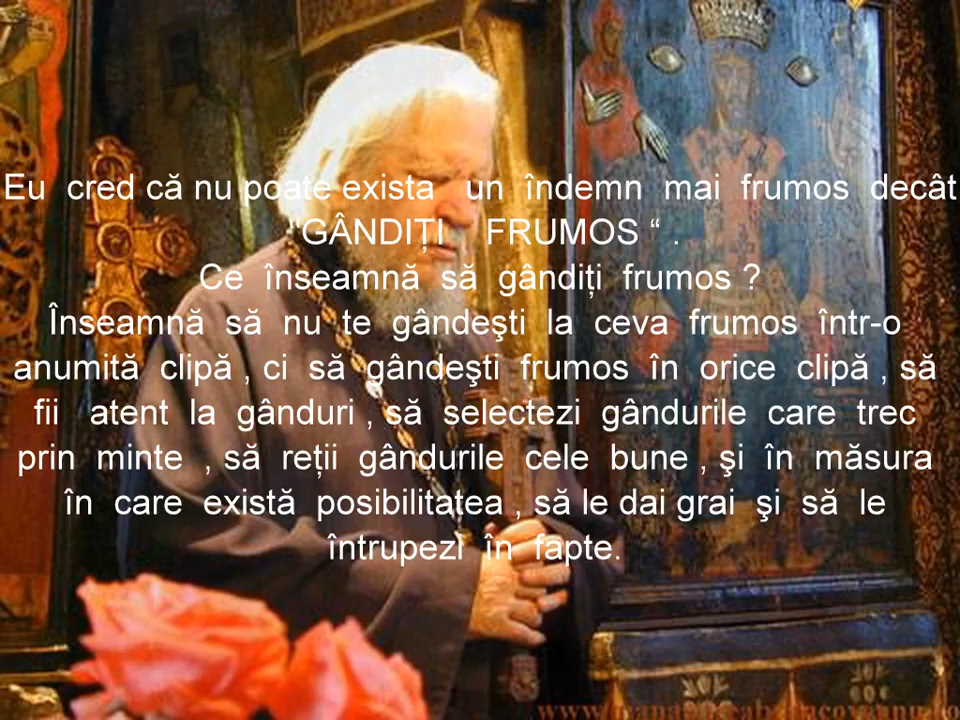 Eu cred că nu poate exista un îndemn mai frumos decât
"GÂNDIȚI FRUMOS “ .
Ce înseamnă să gândiți frumos ?
Înseamnă să nu te gândeşti la ceva frumos într-o
anumită clipă , ci să gândeşti frumos în orice clipă , să
fii atent la gânduri , să selectezi gândurile care trec
prin minte , să reții gândurile cele bune , şi în măsura
în care există posibilitatea , să le dai grai şi să le
întrupezi în fapte.